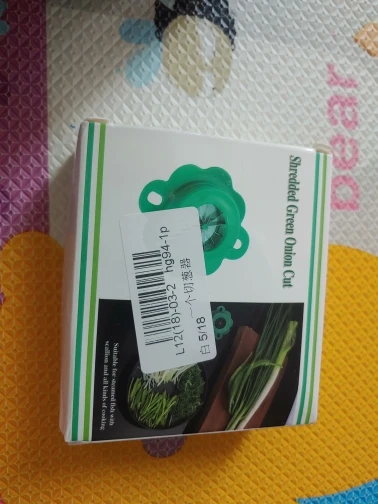 Shredded Green Onion Cut
L12(18)-03-2 hg94-1p
一个切葱器
白 5/18
Suitable for steamed fish with
scallion and all kinds of cooking
bear